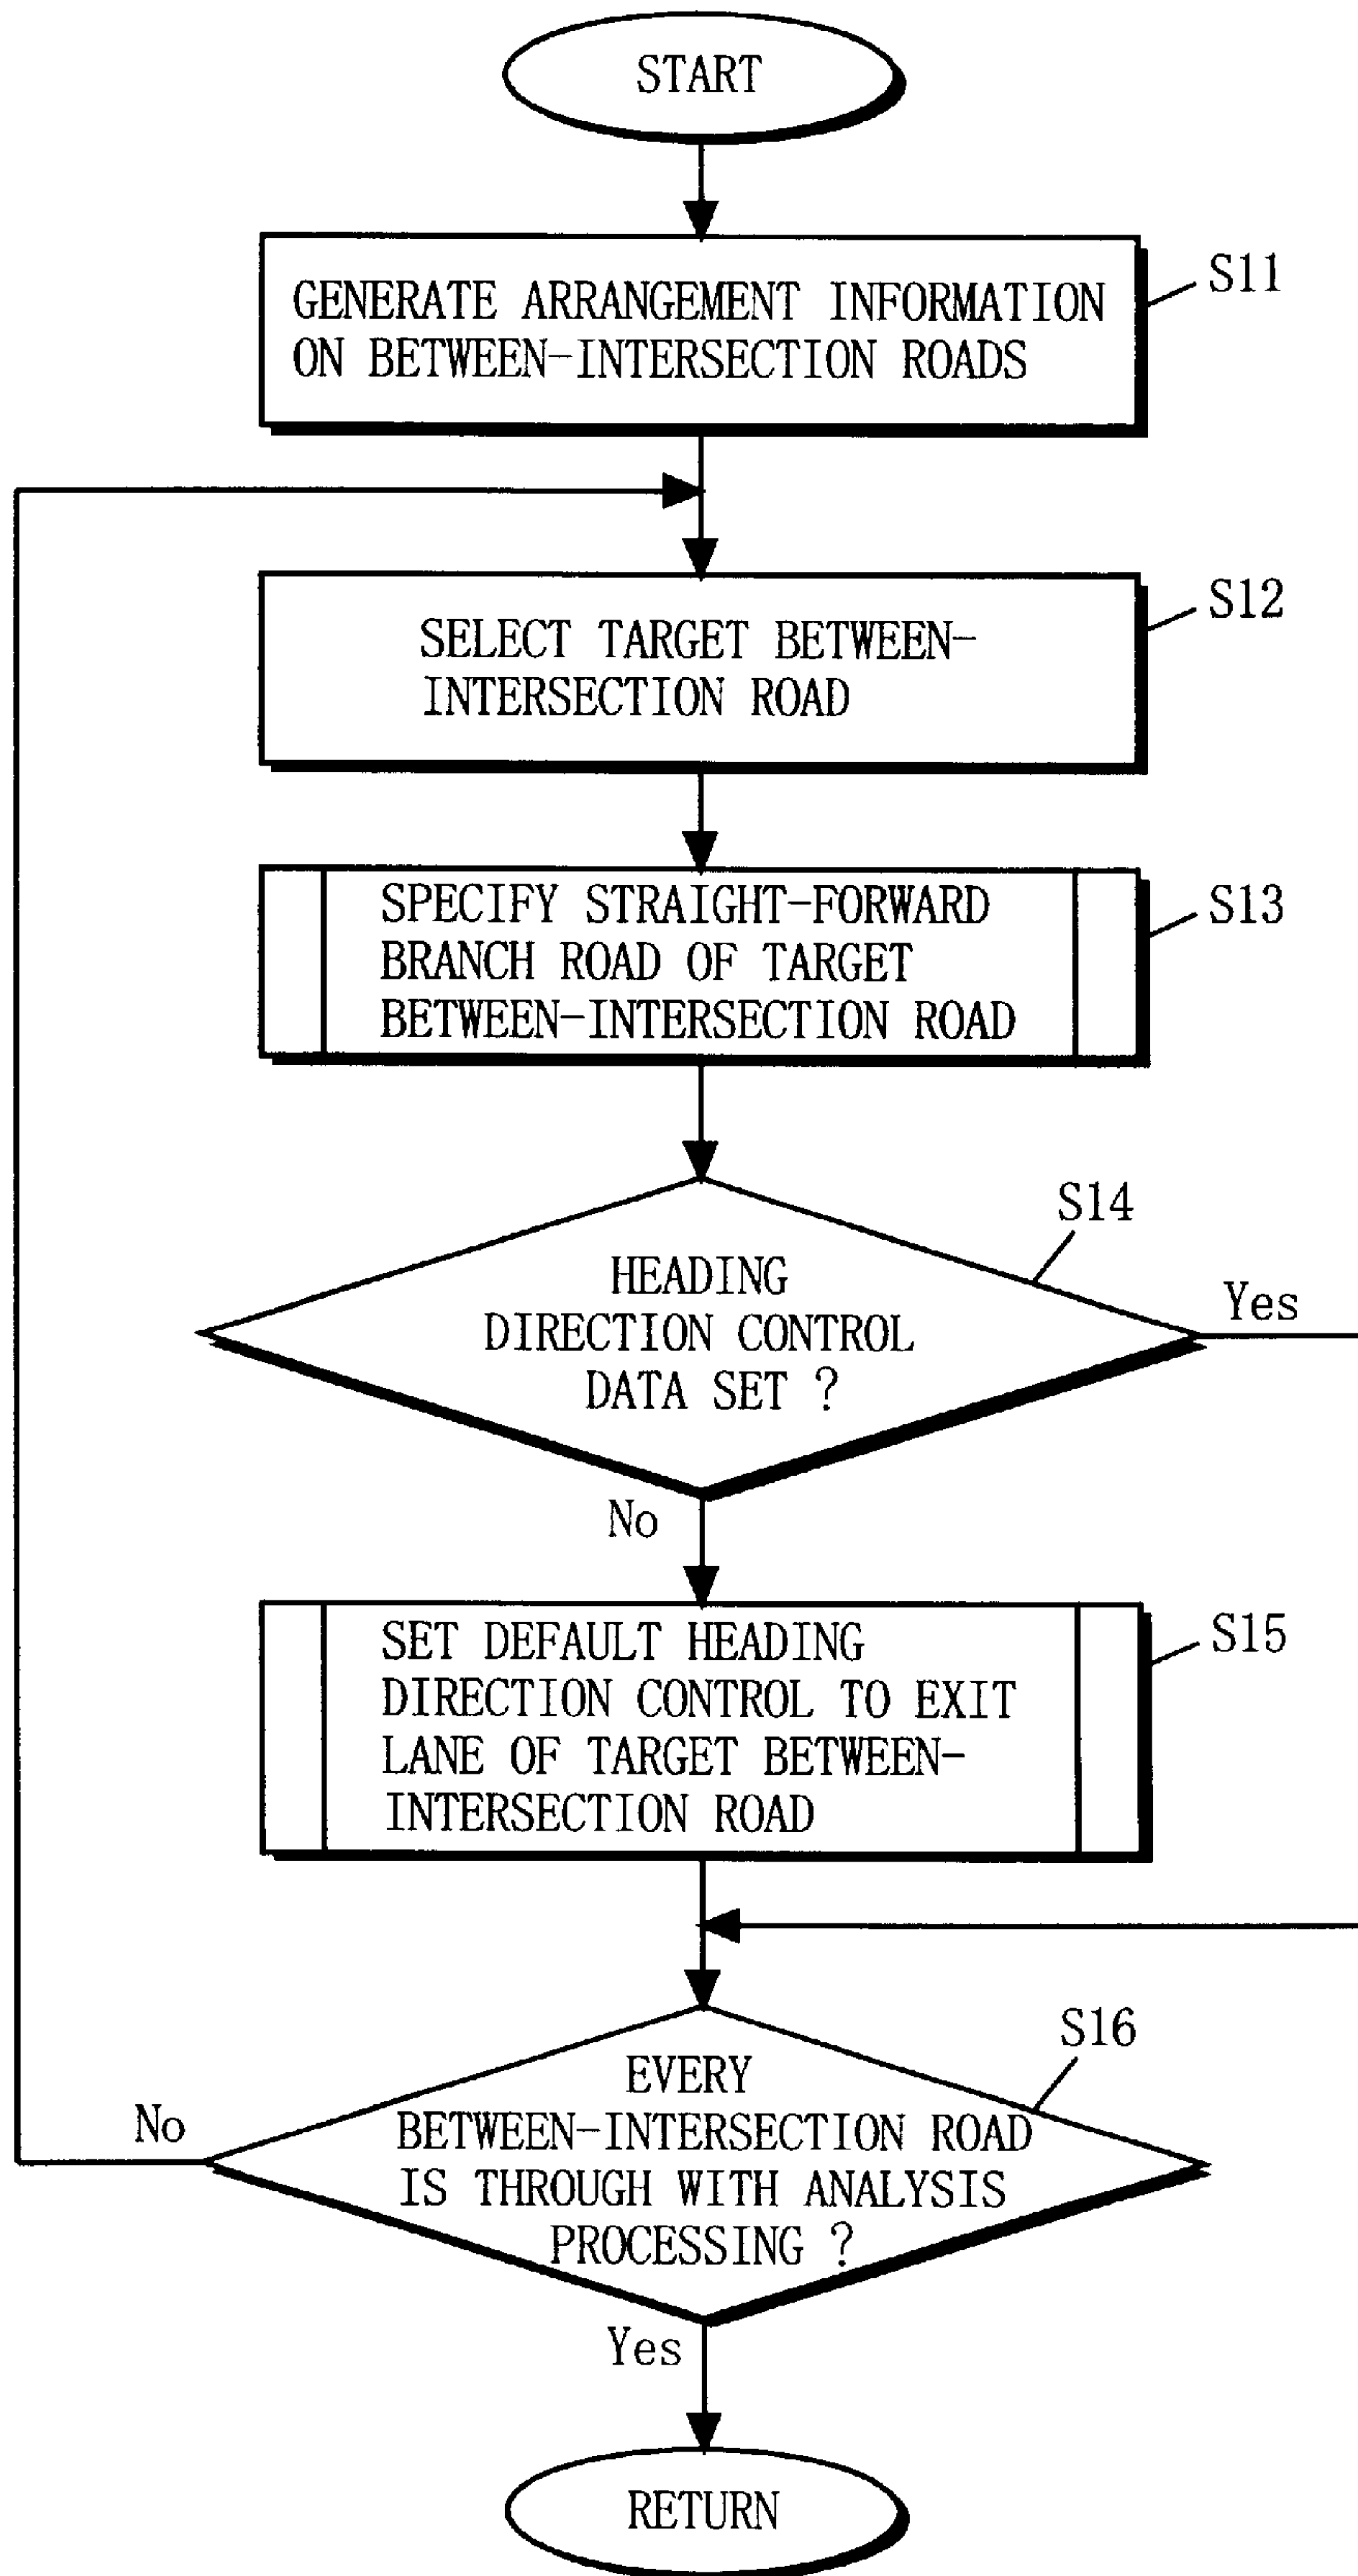 START
GENERATE ARRANGEMENT INFORMATION
ON BETWEEN-INTERSECTION ROADS
S11
SELECT TARGET BETWEEN-
INTERSECTION ROAD
S12
SPECIFY STRAIGHT-FORWARD
BRANCH ROAD OF TARGET
BETWEEN-INTERSECTION ROAD
S13
S14
HEADING
DIRECTION CONTROL
DATA SET ?
Yes
No
SET DEFAULT HEADING
DIRECTION CONTROL TO EXIT
LANE OF TARGET BETWEEN-
INTERSECTION ROAD
S15
S16
EVERY
BETWEEN-INTERSECTION ROAD
IS THROUGH WITH ANALYSIS
PROCESSING ?
No
Yes
RETURN